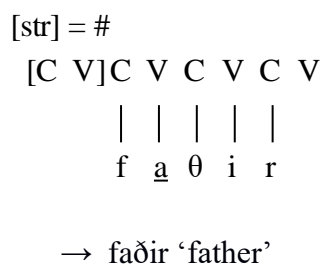 [str] = #
[C V]C V C V C V
| | | | |
f a θ i r
→ faðir ‘father’